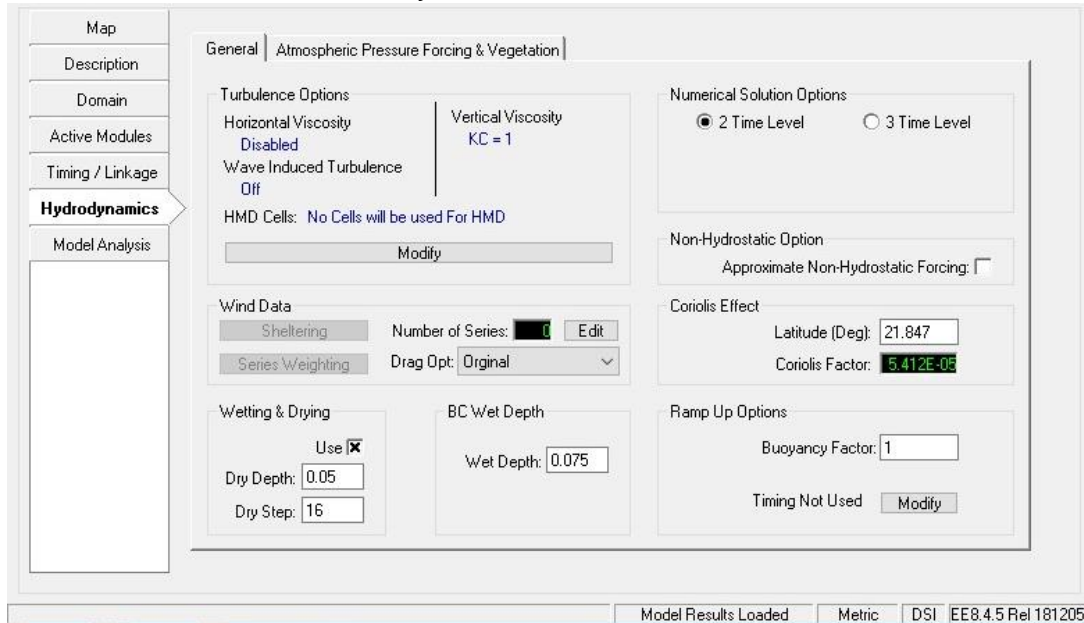 Map
Description
Domain
Active Modules
Timing / Linkage
Hydrodynamics
Model Analysis
General
Atmospheric Pressure Forcing & Vegetation
Turbulence Options
Horizontal Viscosity
Disabled
Wave Induced Turbulence
Off
Vertical Viscosity
KC = 1
HMD Cells: No Cells will be used For HMD
Modify
Numerical Solution Options
2 Time Level
3 Time Level
Non-Hydrostatic Option
Approximate Non-Hydrostatic Forcing:
Wind Data
Sheltering
Number of Series: 0
Edit
Series Weighting
Drag Opt: Orginal
Coriolis Effect
Latitude (Deg): 21.847
Coriolis Factor: 5.412E-05
Wetting & Drying
Use
Dry Depth: 0.05
Dry Step: 16
BC Wet Depth
Wet Depth: 0.075
Ramp Up Options
Buoyancy Factor: 1
Timing Not Used
Modify
Model Results Loaded
Metric
DSI
EE8.4.5 Rel 181205